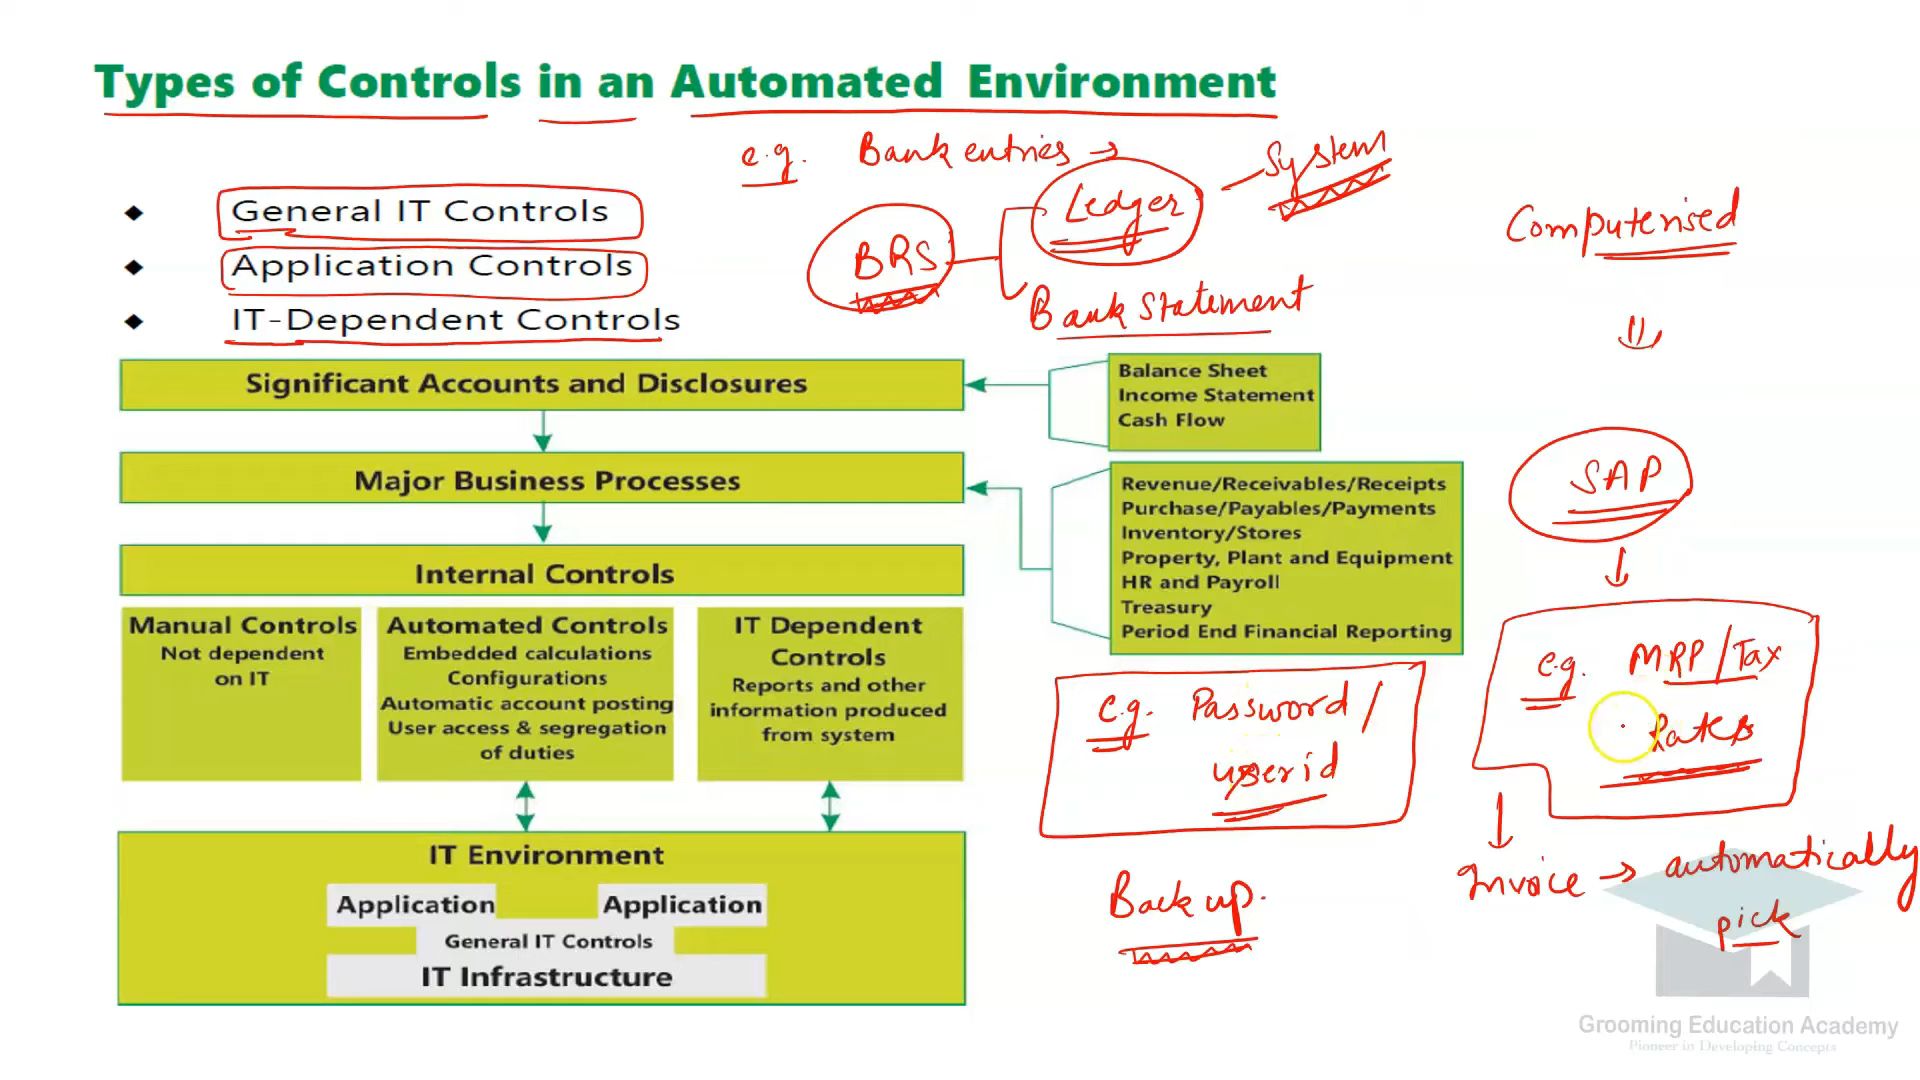 Types of Controls in an Automated Environment
e.g. Bank entries →
System
Ledger
BRS
Bank Statement
Computerised
◆ General IT Controls
◆ Application Controls
◆ IT-Dependent Controls
Significant Accounts and Disclosures
Balance Sheet
Income Statement
Cash Flow
Major Business Processes
Revenue/Receivables/Receipts
Purchase/Payables/Payments
Inventory/Stores
Property, Plant and Equipment
HR and Payroll
Treasury
Period End Financial Reporting
SAP
Internal Controls
Manual Controls
Not dependent
on IT
Automated Controls
Embedded calculations
Configurations
Automatic account posting
User access & segregation
of duties
IT Dependent
Controls
Reports and other
information produced
from system
e.g. Password /
user id
e.g. MRP / Tax
Rates
Back up.
Invoice → automatically
pick
IT Environment
Application Application
General IT Controls
IT Infrastructure
Grooming Education Academy
Pioneer in Developing Concepts